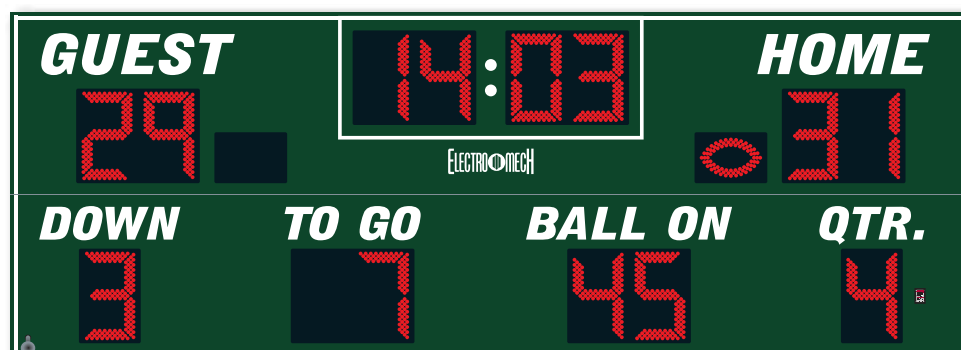 GUEST 14:03 HOME
29 31
ELECTRO MECH
DOWN TO GO BALL ON QTR.
3 7 45 4